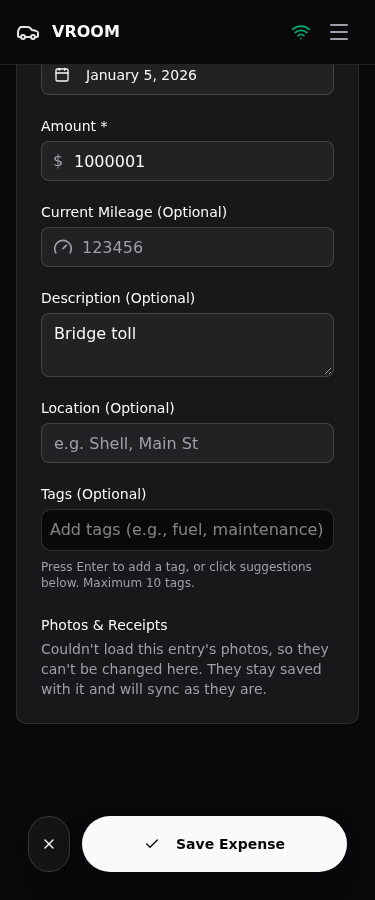 VROOM
January 5, 2026
Amount *
$ 1000001
Current Mileage (Optional)
123456
Description (Optional)
Bridge toll
Location (Optional)
e.g. Shell, Main St
Tags (Optional)
Add tags (e.g., fuel, maintenance)
Press Enter to add a tag, or click suggestions
below. Maximum 10 tags.
Photos & Receipts
Couldn't load this entry's photos, so they
can't be changed here. They stay saved
with it and will sync as they are.
Save Expense